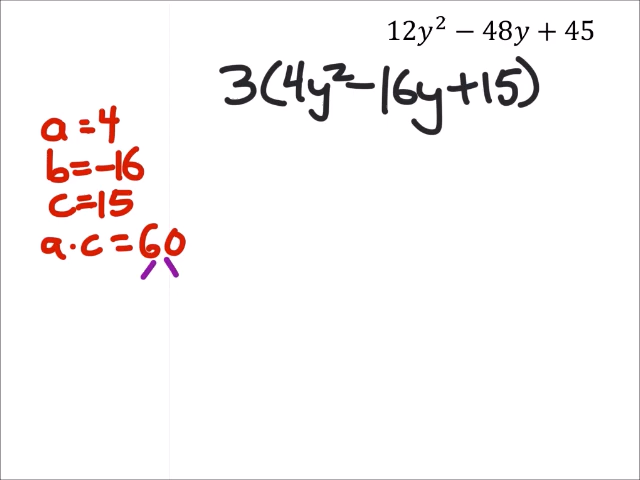 12y² − 48y + 45
3(4y² − 16y + 15)
a = 4
b = −16
c = 15
a · c = 60